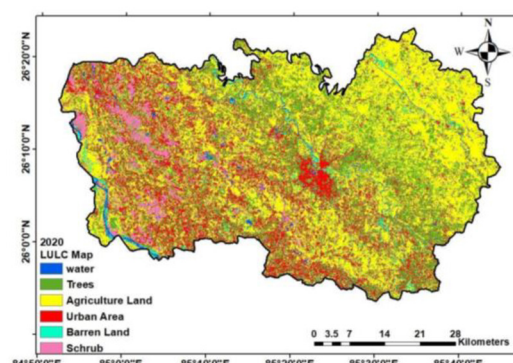 N
W
S
26°20'0"N
26°10'0"N
26°0'0"N
2020
LULC Map
water
Trees
Agriculture Land
Urban Area
Barren Land
Schrub
0 3.5 7 14 21 28
Kilometers